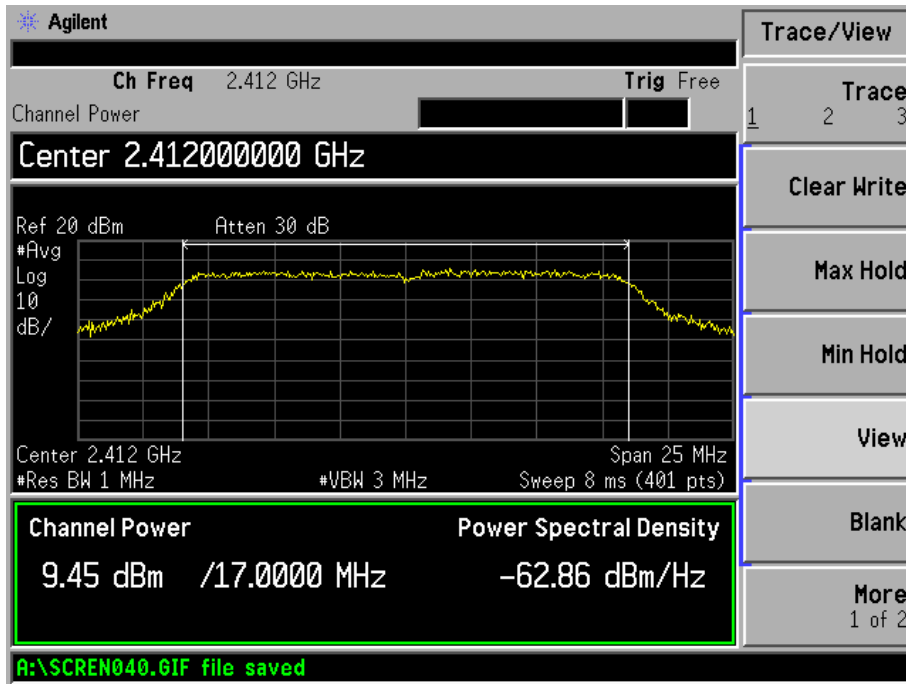 Agilent
Trace/View
Ch Freq 2.412 GHz Trig Free
Channel Power
Trace
1 2 3
Center 2.412000000 GHz
Clear Write
Ref 20 dBm Atten 30 dB
#Avg
Log
10
dB/
Max Hold
Min Hold
View
Center 2.412 GHz Span 25 MHz
#Res BW 1 MHz #VBW 3 MHz Sweep 8 ms (401 pts)
Channel Power Power Spectral Density
Blank
9.45 dBm /17.0000 MHz -62.86 dBm/Hz
More
1 of 2
A:\SCREN040.GIF file saved